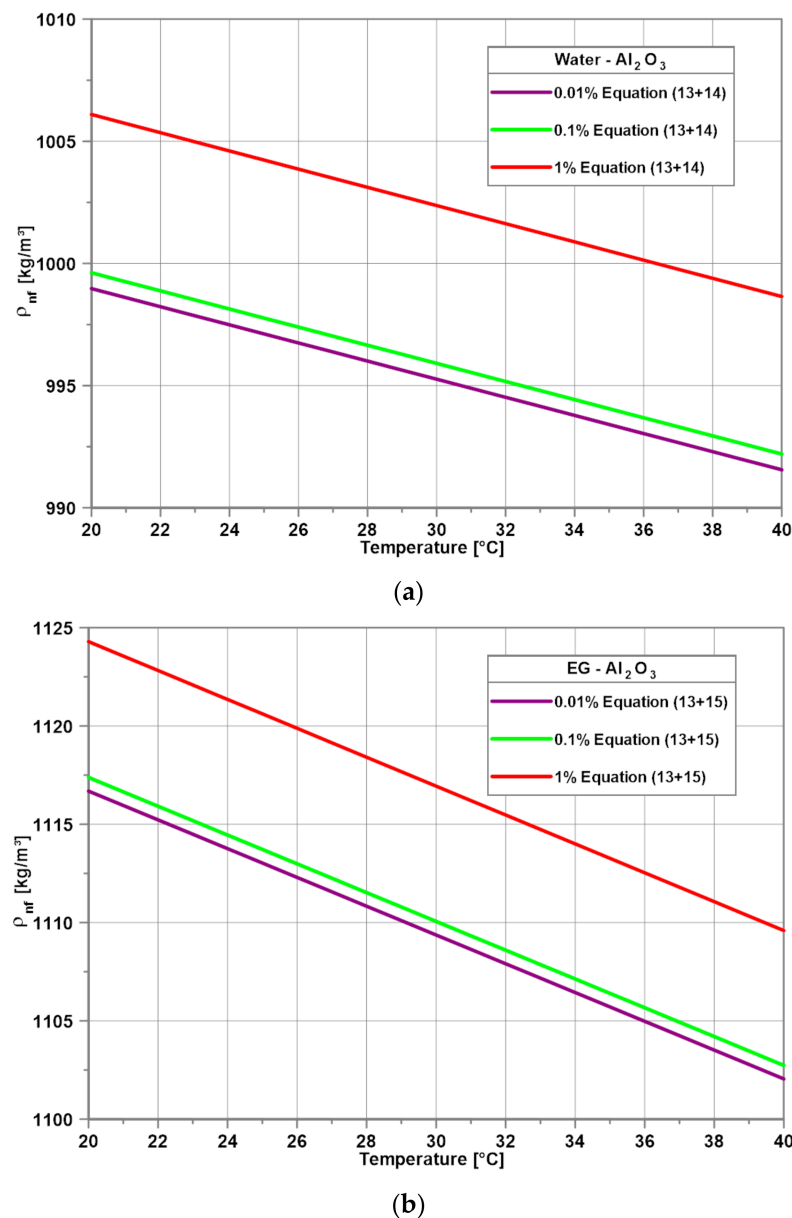 1010
1005
1000
995
990
ρnf [kg/m³]
Water - Al2O3
0.01% Equation (13+14)
0.1% Equation (13+14)
1% Equation (13+14)
20 22 24 26 28 30 32 34 36 38 40
Temperature [°C]
(a)
1125
1120
1115
1110
1105
1100
ρnf [kg/m³]
EG - Al2O3
0.01% Equation (13+15)
0.1% Equation (13+15)
1% Equation (13+15)
20 22 24 26 28 30 32 34 36 38 40
Temperature [°C]
(b)